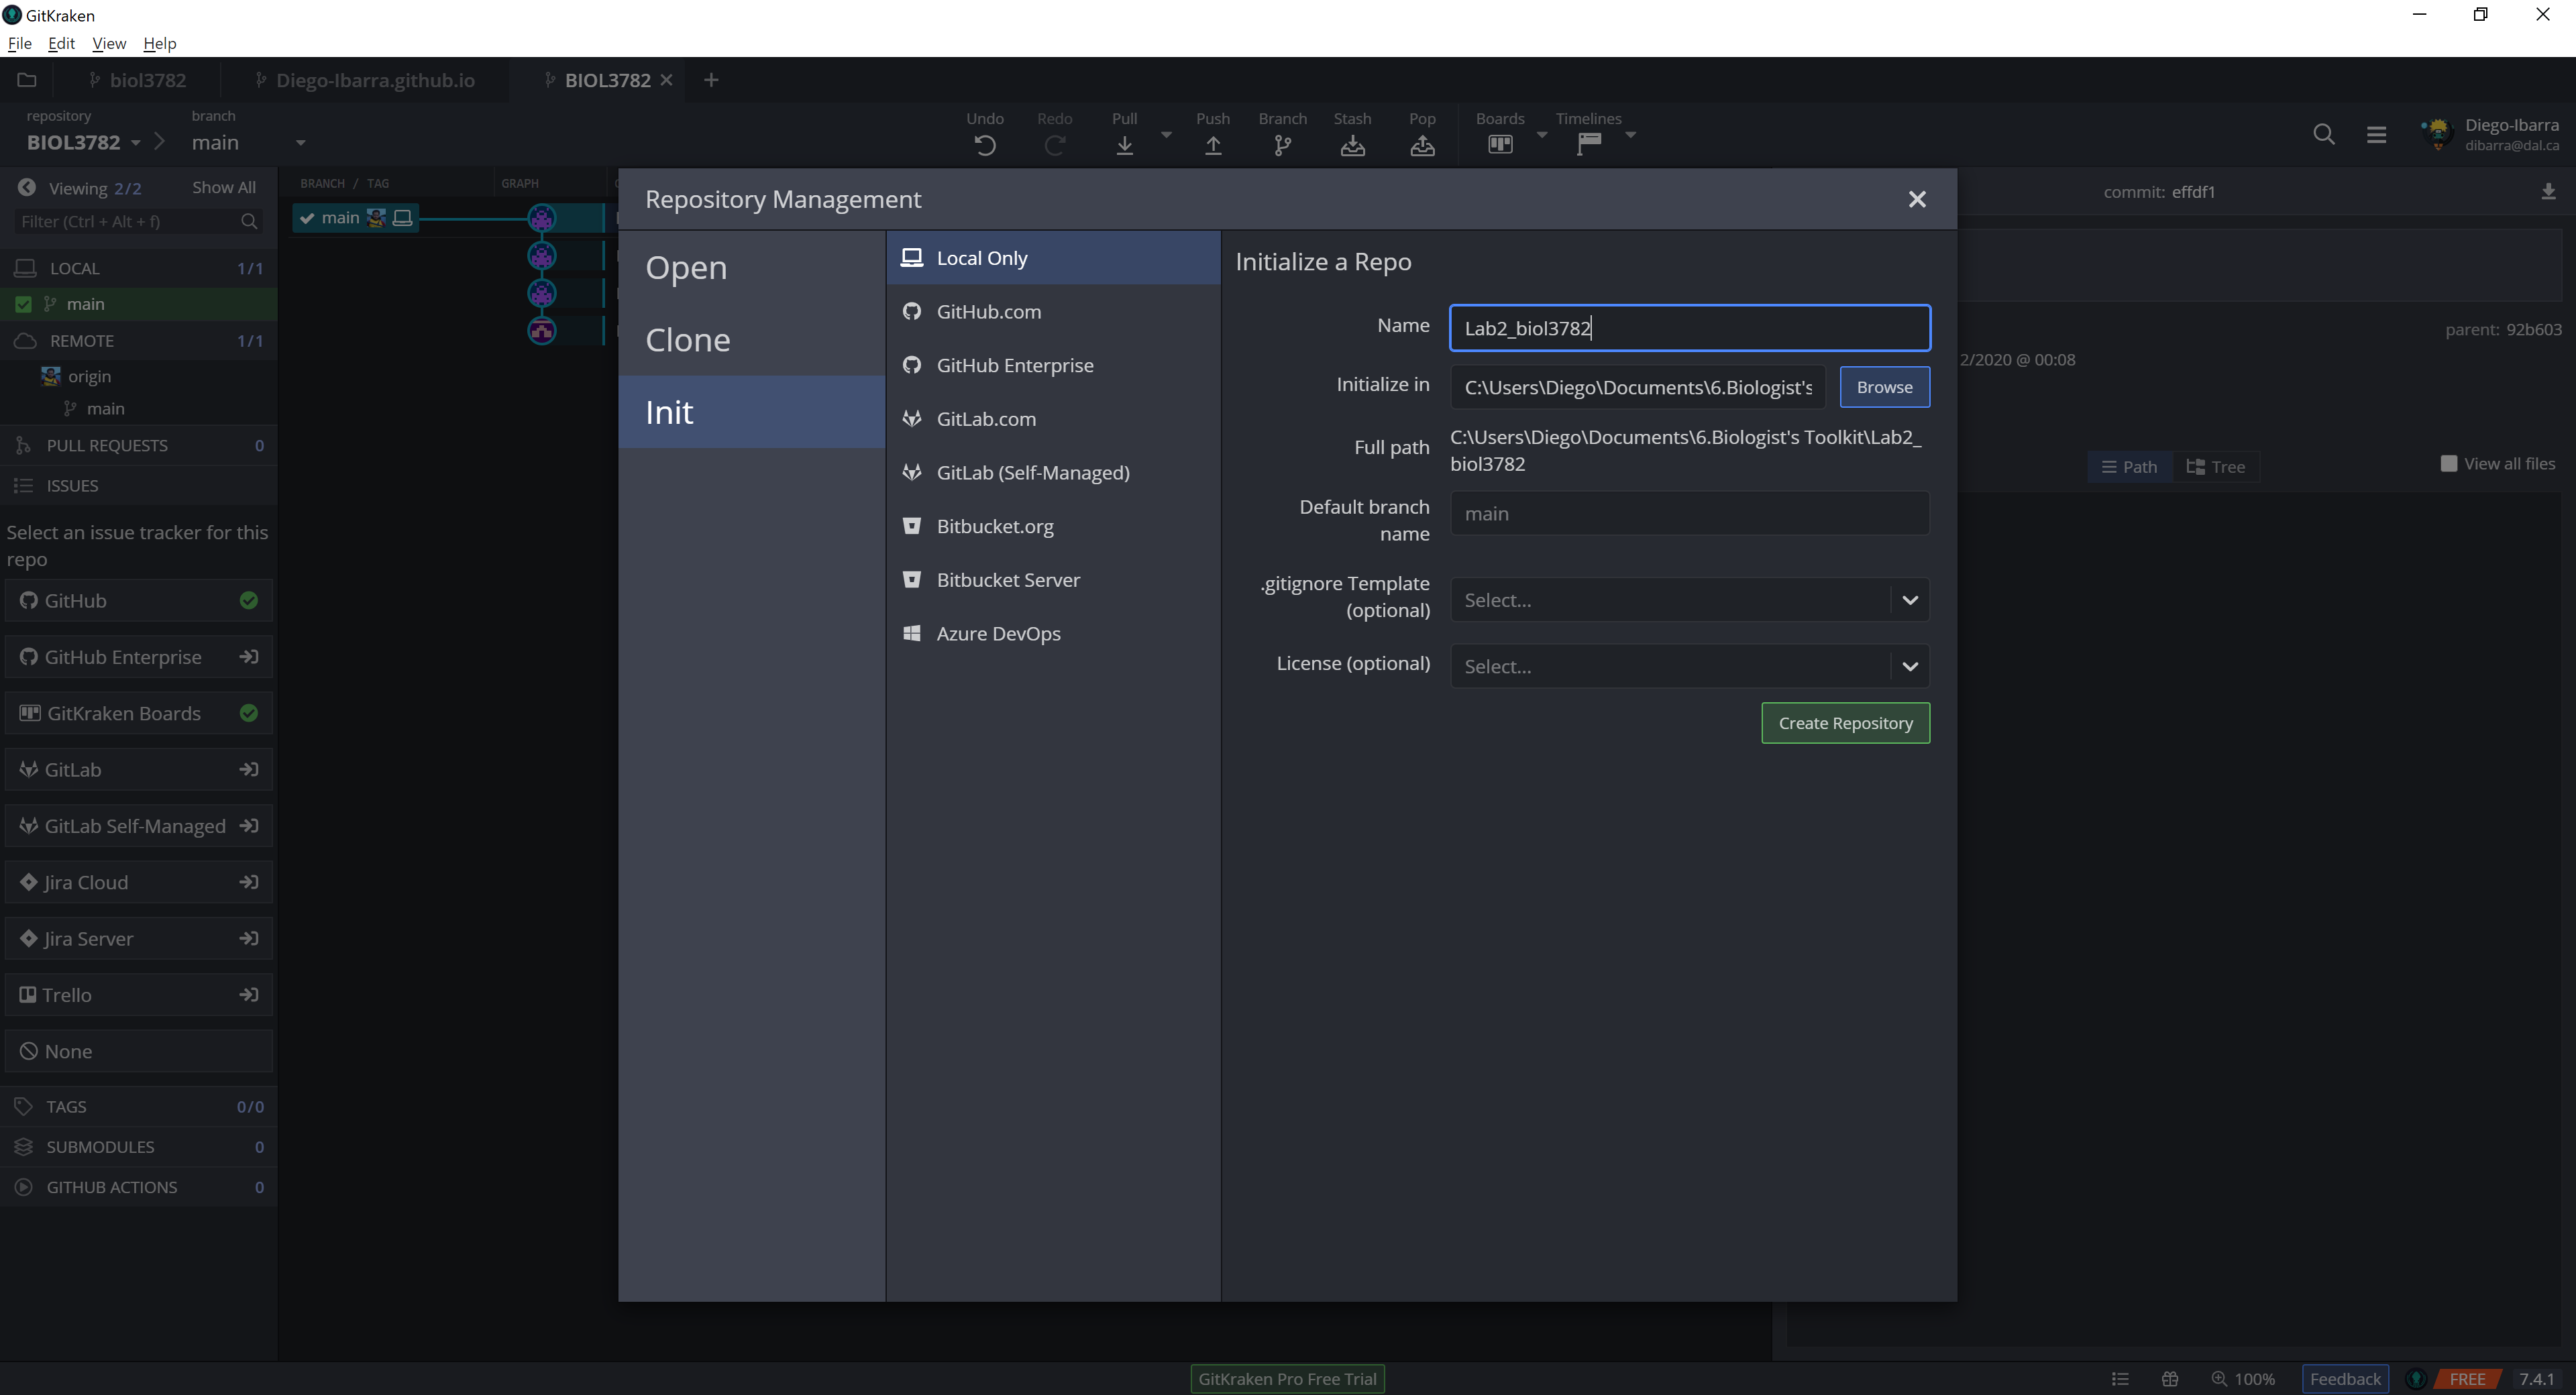 GitKraken
File Edit View Help
biol3782 Diego-Ibarra.github.io BIOL3782
repository
BIOL3782
branch
main
Undo Redo Pull Push Branch Stash Pop Boards Timelines
Diego-Ibarra
dibarra@dal.ca
Viewing 2/2 Show All
Filter (Ctrl + Alt + f)
LOCAL 1/1
main
REMOTE 1/1
origin
main
PULL REQUESTS 0
ISSUES
Select an issue tracker for this
repo
GitHub
GitHub Enterprise
GitKraken Boards
GitLab
GitLab Self-Managed
Jira Cloud
Jira Server
Trello
None
TAGS 0/0
SUBMODULES 0
GITHUB ACTIONS 0
BRANCH / TAG GRAPH
main
Repository Management
Open
Clone
Init
Local Only
GitHub.com
GitHub Enterprise
GitLab.com
GitLab (Self-Managed)
Bitbucket.org
Bitbucket Server
Azure DevOps
Initialize a Repo
Name Lab2_biol3782
Initialize in C:\Users\Diego\Documents\6.Biologist's Browse
Full path C:\Users\Diego\Documents\6.Biologist's Toolkit\Lab2_
biol3782
Default branch
name
main
.gitignore Template
(optional)
Select...
License (optional) Select...
Create Repository
commit: effdf1
parent: 92b603
2/2020 @ 00:08
Path Tree View all files
GitKraken Pro Free Trial
100% Feedback FREE 7.4.1